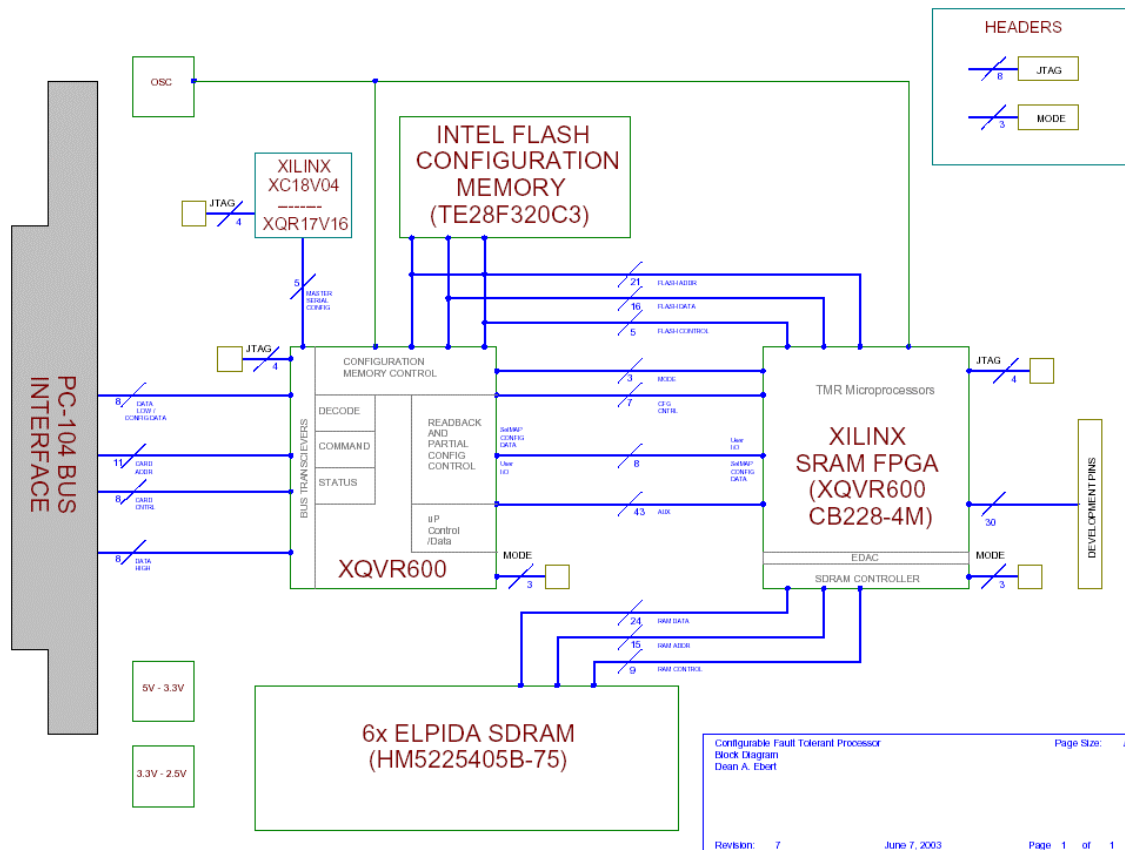 HEADERS
8
JTAG
3
MODE
OSC
INTEL FLASH
CONFIGURATION
MEMORY
(TE28F320C3)
XILINX
XC18V04
--------
XQR17V16
JTAG
4
5
MASTER
SERIAL
CONFIG
21
FLASH ADDR
16
FLASH DATA
5
FLASH CONTROL
PC-104 BUS
INTERFACE
8
DATA
LOW /
CONFIG DATA
11
CARD
ADDR
8
CARD
CNTRL
8
DATA
HIGH
JTAG
4
BUS TRANSCIEVERS
CONFIGURATION
MEMORY CONTROL
DECODE
COMMAND
STATUS
READBACK
AND
PARTIAL
CONFIG
CONTROL
uP
Control
/Data
XQVR600
MODE
3
3
MODE
7
CFG
CNTRL
SelMAP
CONFIG
DATA
User
I/O
8
User
I/O
SelMAP
CONFIG
DATA
43
AUX
TMR Microprocessors
XILINX
SRAM FPGA
(XQVR600
CB228-4M)
EDAC
SDRAM CONTROLLER
JTAG
4
30
DEVELOPMENT PINS
MODE
3
24
RAM DATA
15
RAM ADDR
9
RAM CONTROL
5V - 3.3V
3.3V - 2.5V
6x ELPIDA SDRAM
(HM5225405B-75)
Configurable Fault Tolerant Processor
Block Diagram
Dean A. Ebert
Page Size:
Revision: 7
June 7, 2003
Page 1 of 1